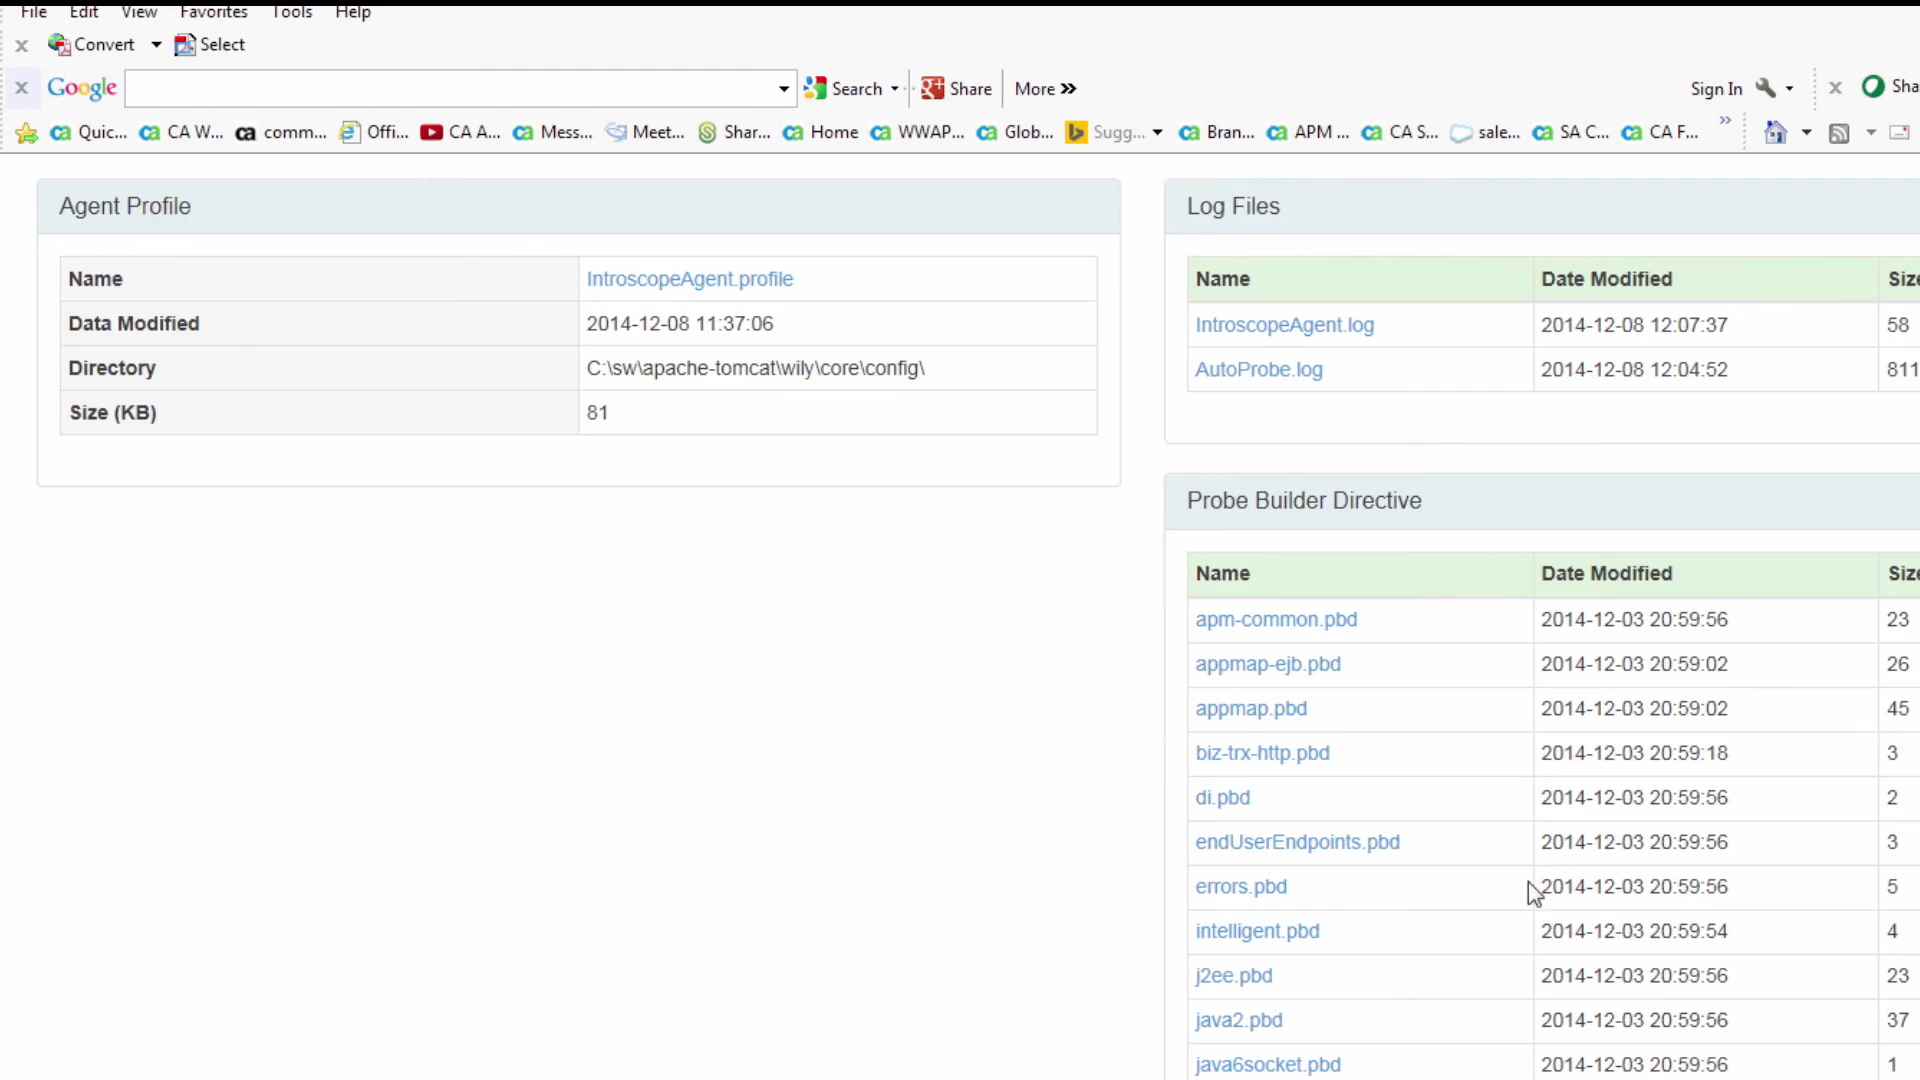 File Edit View Favorites Tools Help
Convert Select
Google Search Share More » Sign In Sha
Quic... CA W... comm... Offi... CA A... Mess... Meet... Shar... Home WWAP... Glob... Sugg... Bran... APM ... CA S... sale... SA C... CA F... »
Agent Profile
Name IntroscopeAgent.profile
Data Modified 2014-12-08 11:37:06
Directory C:\sw\apache-tomcat\wily\core\config\
Size (KB) 81
Log Files
Name Date Modified Size
IntroscopeAgent.log 2014-12-08 12:07:37 58
AutoProbe.log 2014-12-08 12:04:52 811
Probe Builder Directive
Name Date Modified Size
apm-common.pbd 2014-12-03 20:59:56 23
appmap-ejb.pbd 2014-12-03 20:59:02 26
appmap.pbd 2014-12-03 20:59:02 45
biz-trx-http.pbd 2014-12-03 20:59:18 3
di.pbd 2014-12-03 20:59:56 2
endUserEndpoints.pbd 2014-12-03 20:59:56 3
errors.pbd 2014-12-03 20:59:56 5
intelligent.pbd 2014-12-03 20:59:54 4
j2ee.pbd 2014-12-03 20:59:56 23
java2.pbd 2014-12-03 20:59:56 37
java6socket.pbd 2014-12-03 20:59:56 1